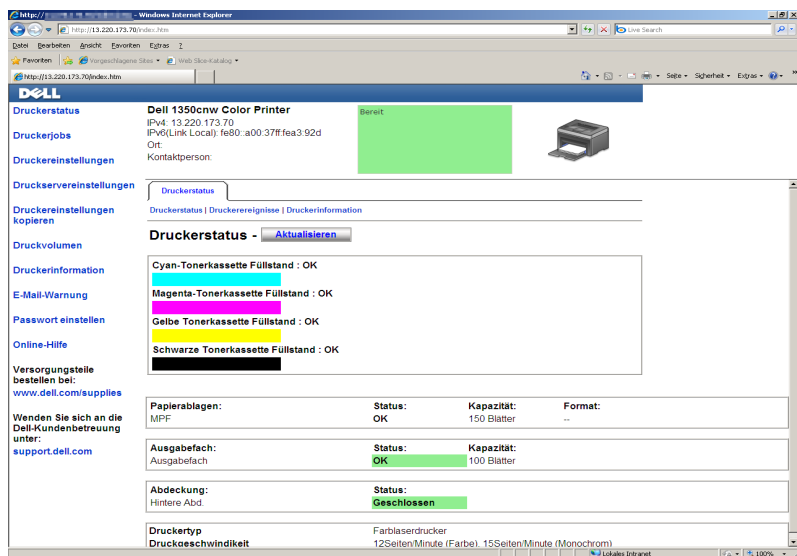 http:// - Windows Internet Explorer
http://13.220.173.70/index.htm
Live Search
Datei Bearbeiten Ansicht Favoriten Extras ?
Favoriten Vorgeschlagene Sites Web Slice-Katalog
http://13.220.173.70/index.htm
Seite Sicherheit Extras
DELL
Druckerstatus
Druckerjobs
Druckereinstellungen
Druckservereinstellungen
Druckereinstellungen
kopieren
Druckvolumen
Druckerinformation
E-Mail-Warnung
Passwort einstellen
Online-Hilfe
Versorgungsteile
bestellen bei:
www.dell.com/supplies
Wenden Sie sich an die
Dell-Kundenbetreuung
unter:
support.dell.com
Dell 1350cnw Color Printer
IPv4: 13.220.173.70
IPv6(Link Local): fe80::a00:37ff:fea3:92d
Ort:
Kontaktperson:
Bereit
Druckerstatus
Druckerstatus | Druckerereignisse | Druckerinformation
Druckerstatus - Aktualisieren
Cyan-Tonerkassette Füllstand : OK
Magenta-Tonerkassette Füllstand : OK
Gelbe Tonerkassette Füllstand : OK
Schwarze Tonerkassette Füllstand : OK
Papierablagen: Status: Kapazität: Format:
MPF OK 150 Blätter --
Ausgabefach: Status: Kapazität:
Ausgabefach OK 100 Blätter
Abdeckung: Status:
Hintere Abd. Geschlossen
Druckertyp Farblaserdrucker
Druckgeschwindikeit 12Seiten/Minute (Farbe), 15Seiten/Minute (Monochrom)
Lokales Intranet 100%